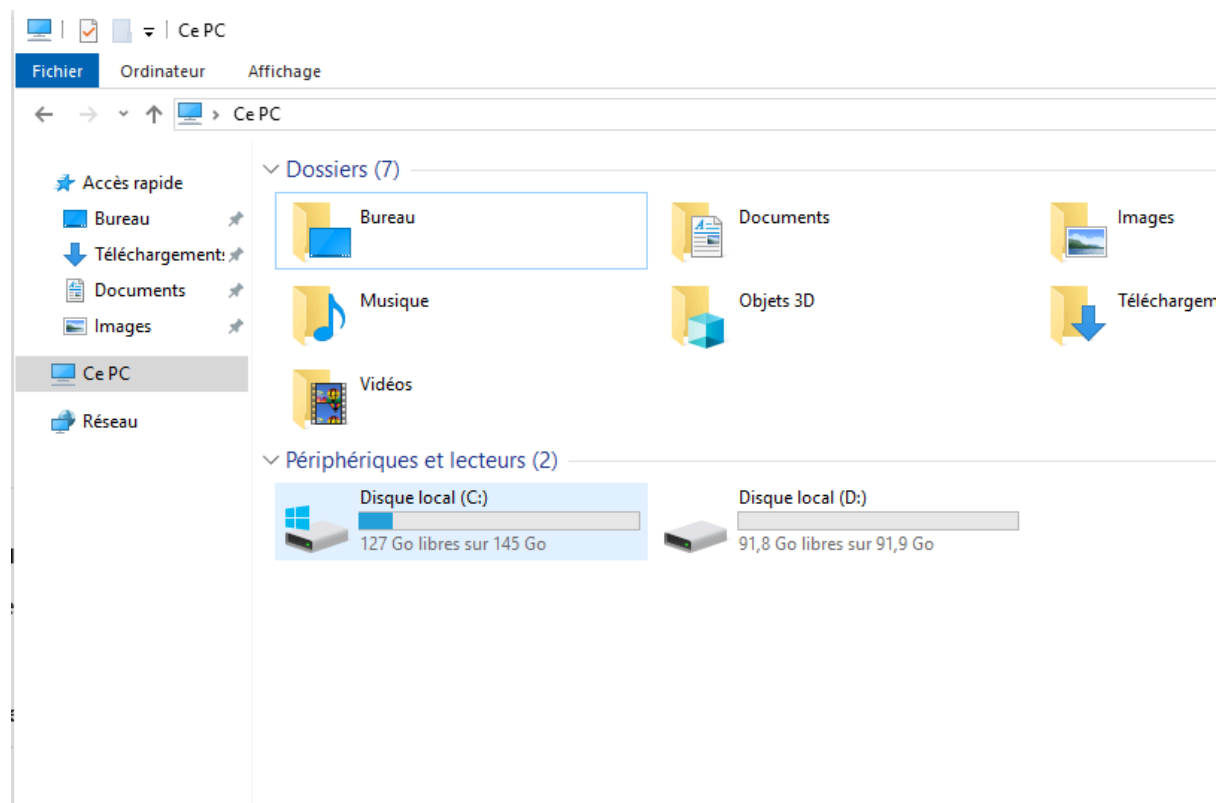 Ce PC
Fichier Ordinateur Affichage
Ce PC
Accès rapide
Bureau
Téléchargements
Documents
Images
Ce PC
Réseau
Dossiers (7)
Bureau Documents Images
Musique Objets 3D Téléchargem
Vidéos
Périphériques et lecteurs (2)
Disque local (C:) Disque local (D:)
127 Go libres sur 145 Go 91,8 Go libres sur 91,9 Go